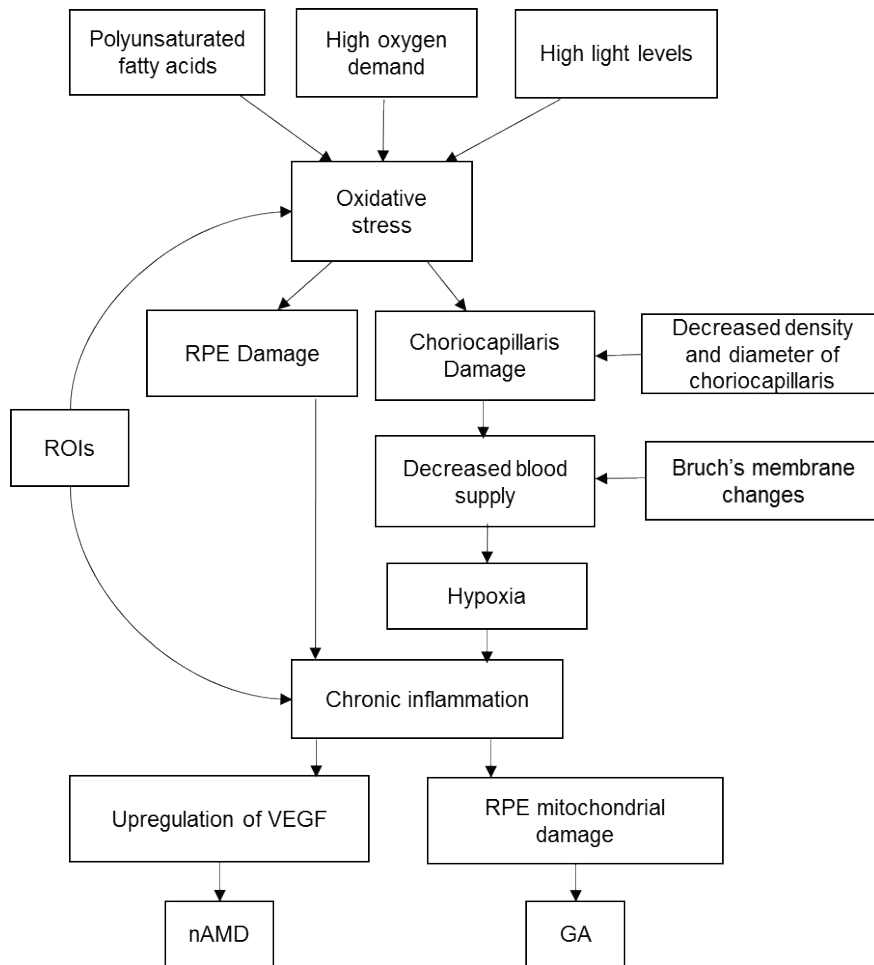 Polyunsaturated
fatty acids
High oxygen
demand
High light levels
Oxidative
stress
RPE Damage
Choriocapillaris
Damage
Decreased density
and diameter of
choriocapillaris
ROIs
Decreased blood
supply
Bruch’s membrane
changes
Hypoxia
Chronic inflammation
Upregulation of VEGF
RPE mitochondrial
damage
nAMD
GA